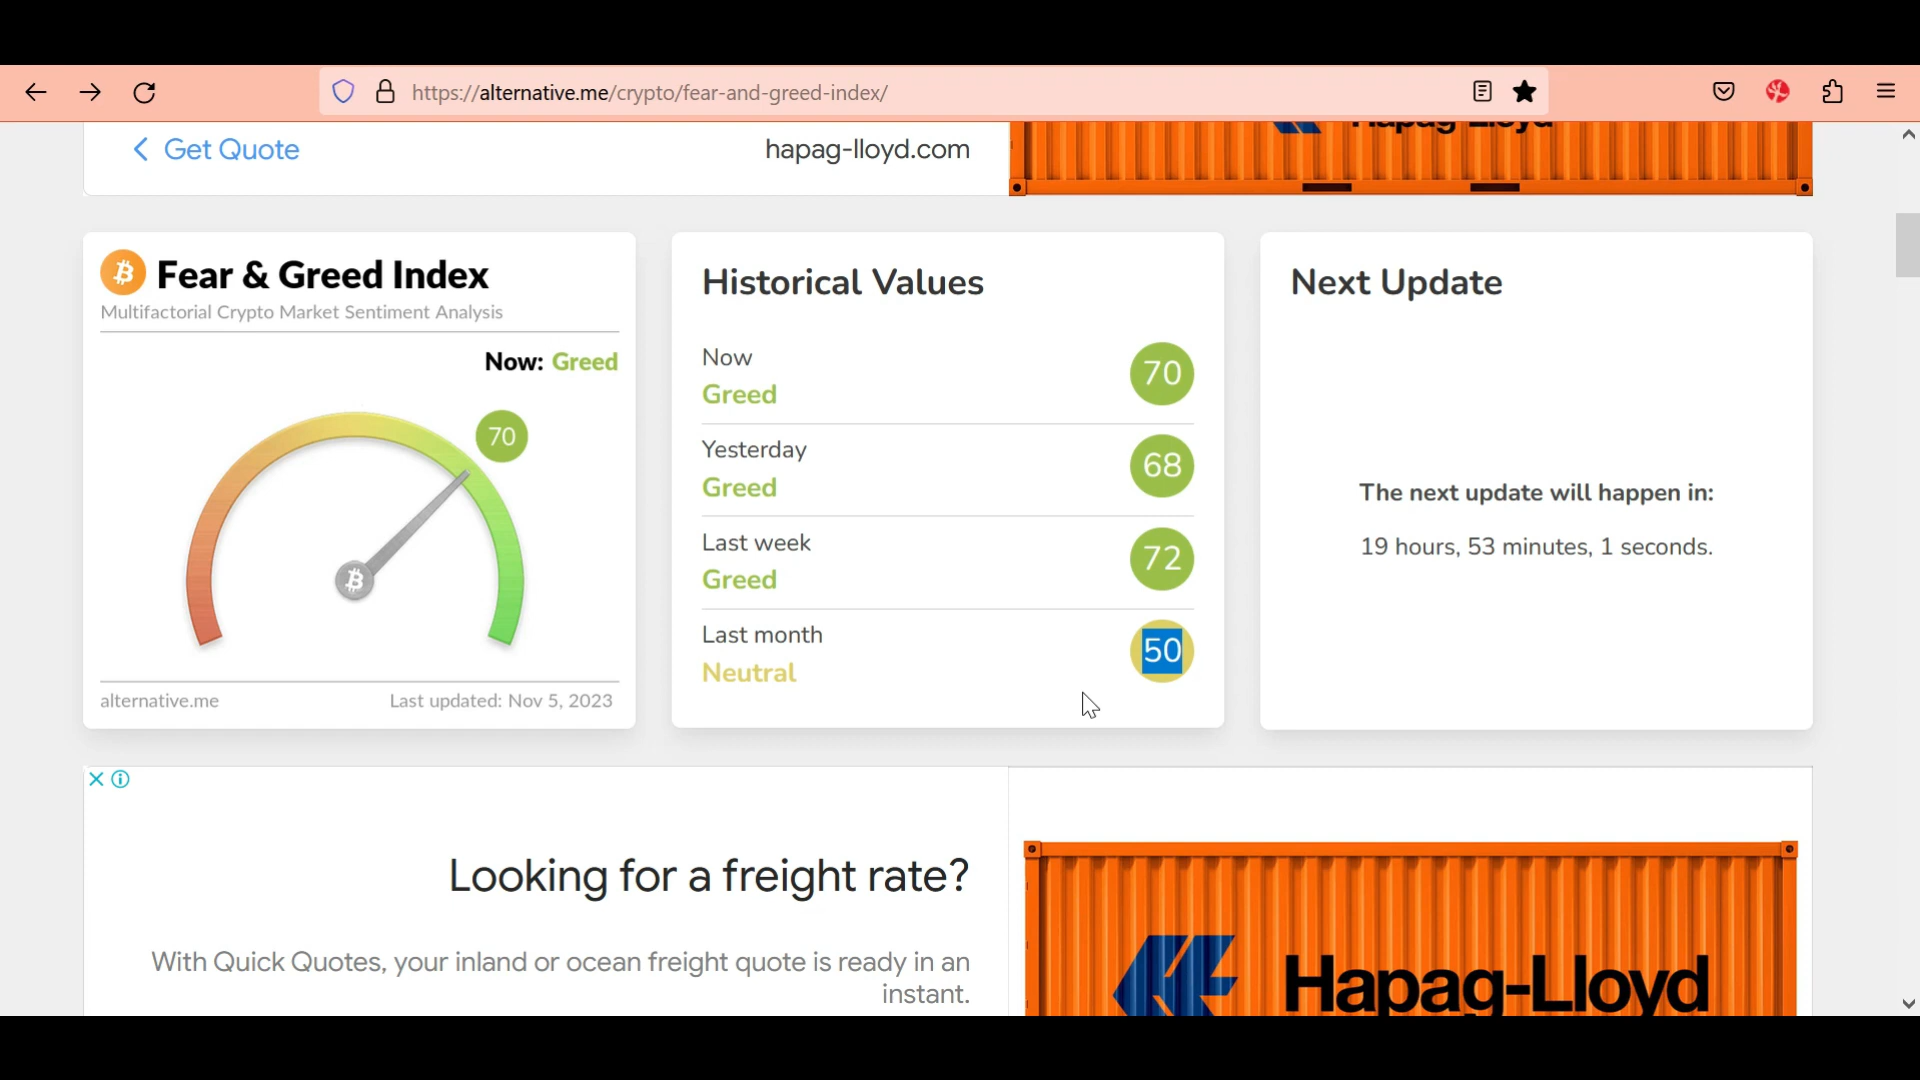 https://alternative.me/crypto/fear-and-greed-index/
Get Quote
hapag-lloyd.com
Hapag-Lloyd
Fear & Greed Index
Multifactorial Crypto Market Sentiment Analysis
Now: Greed
70
alternative.me
Last updated: Nov 5, 2023
Historical Values
Now
Greed
70
Yesterday
Greed
68
Last week
Greed
72
Last month
Neutral
50
Next Update
The next update will happen in:
19 hours, 53 minutes, 1 seconds.
Looking for a freight rate?
With Quick Quotes, your inland or ocean freight quote is ready in an
instant.
Hapag-Lloyd